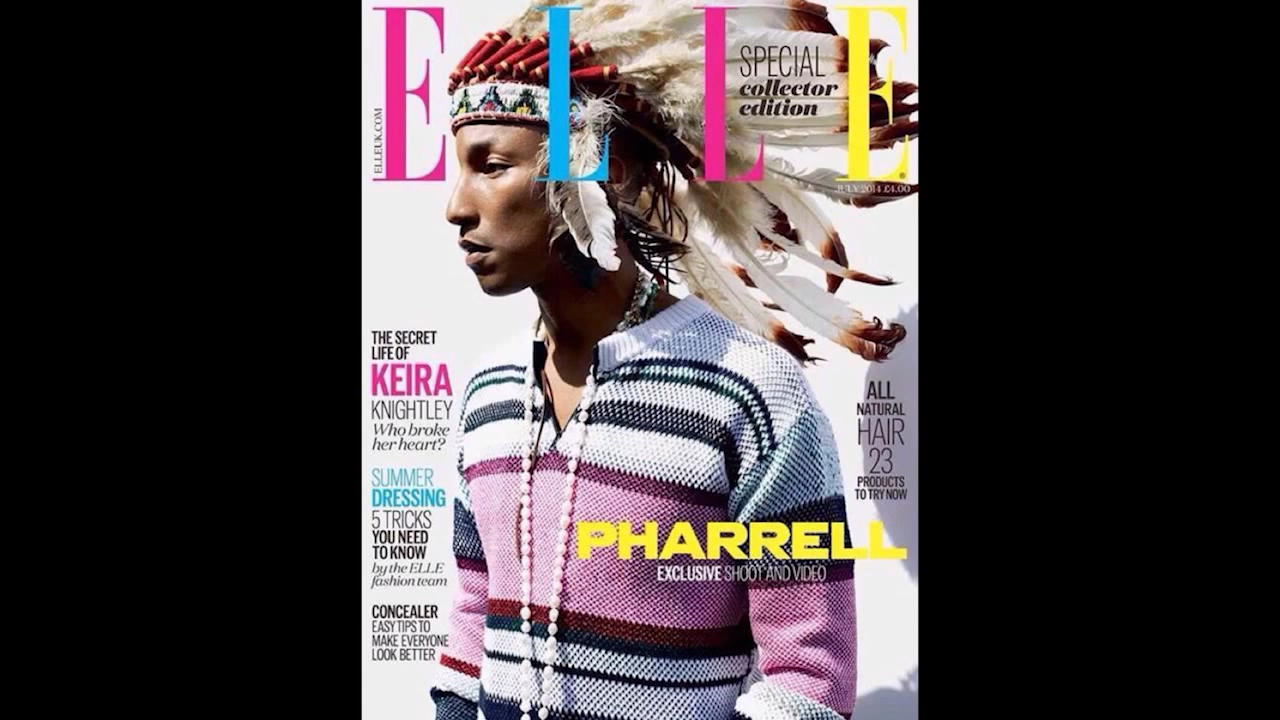 ELLE
ELLEUK.COM
SPECIAL
collector
edition
JULY 2014 £4.00
THE SECRET
LIFE OF
KEIRA
KNIGHTLEY
Who broke
her heart?
SUMMER
DRESSING
5 TRICKS
YOU NEED
TO KNOW
by the ELLE
fashion team
CONCEALER
EASY TIPS TO
MAKE EVERYONE
LOOK BETTER
ALL
NATURAL
HAIR
23
PRODUCTS
TO TRY NOW
PHARRELL
EXCLUSIVE SHOOT AND VIDEO